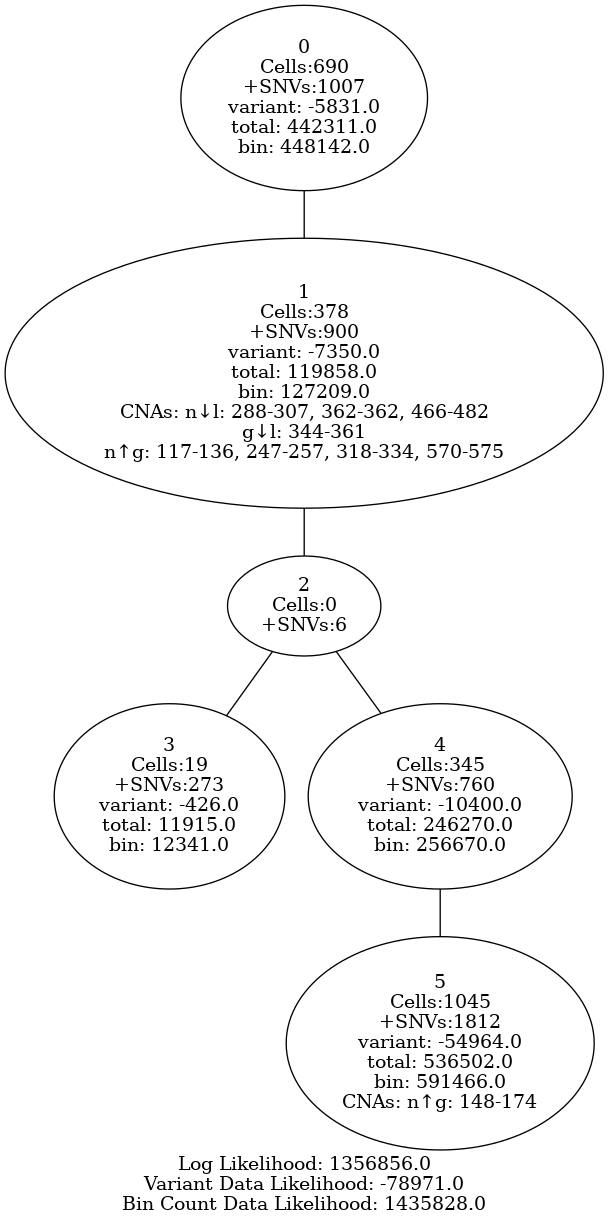 0
Cells:690
+SNVs:1007
variant: -5831.0
total: 442311.0
bin: 448142.0
1
Cells:378
+SNVs:900
variant: -7350.0
total: 119858.0
bin: 127209.0
CNAs: n↓l: 288-307, 362-362, 466-482
g↓l: 344-361
n↑g: 117-136, 247-257, 318-334, 570-575
2
Cells:0
+SNVs:6
3
Cells:19
+SNVs:273
variant: -426.0
total: 11915.0
bin: 12341.0
4
Cells:345
+SNVs:760
variant: -10400.0
total: 246270.0
bin: 256670.0
5
Cells:1045
+SNVs:1812
variant: -54964.0
total: 536502.0
bin: 591466.0
CNAs: n↑g: 148-174
Log Likelihood: 1356856.0
Variant Data Likelihood: -78971.0
Bin Count Data Likelihood: 1435828.0